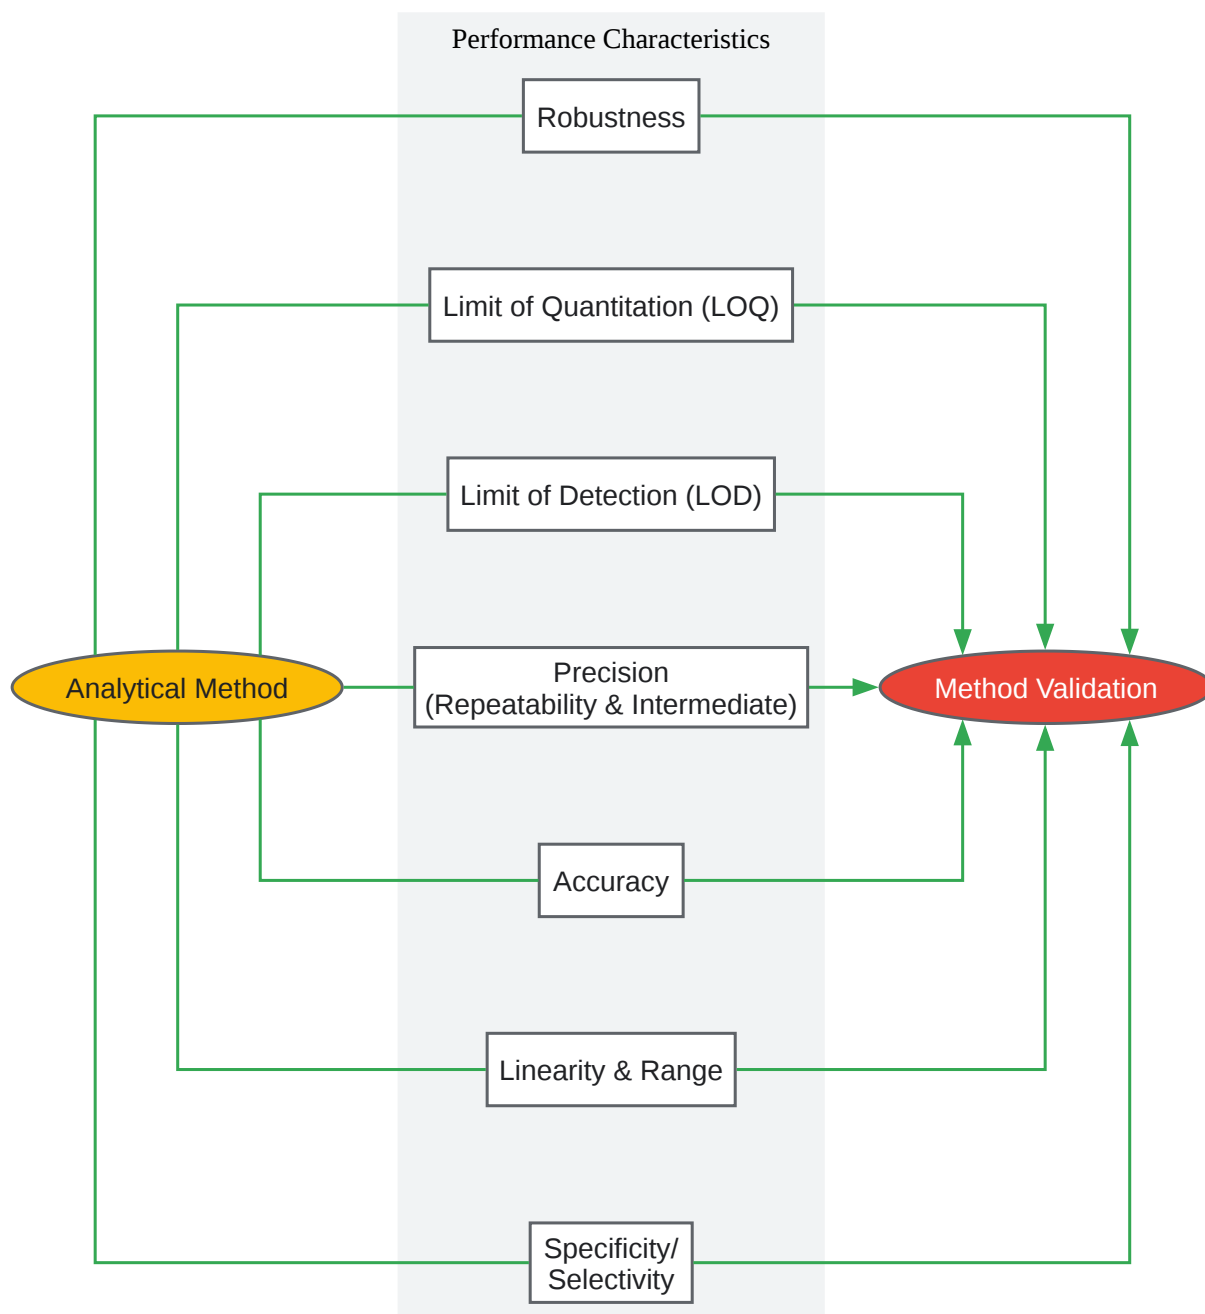 Performance Characteristics
Robustness
Limit of Quantitation (LOQ)
Limit of Detection (LOD)
Analytical Method
Precision
(Repeatability & Intermediate)
Method Validation
Accuracy
Linearity & Range
Specificity/
Selectivity